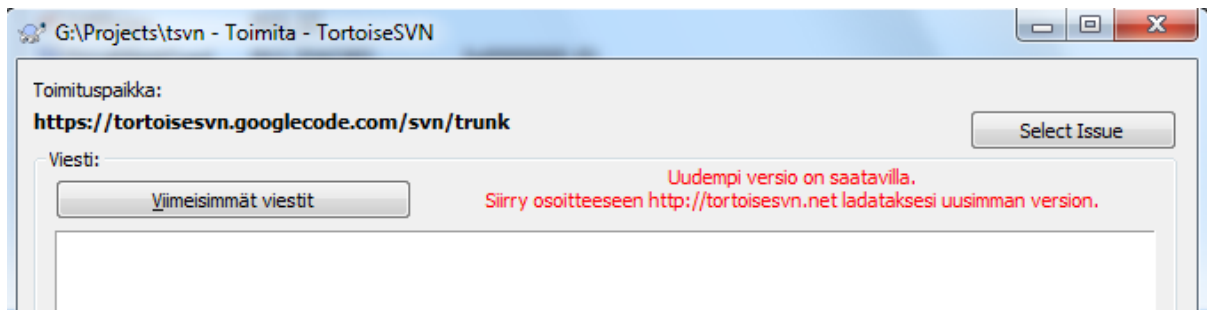 G:\Projects\tsvn - Toimita - TortoiseSVN
Toimituspaikka:
https://tortoisesvn.googlecode.com/svn/trunk
Select Issue
Viesti:
Viimeisimmät viestit
Uudempi versio on saatavilla.
Siirry osoitteeseen http://tortoisesvn.net ladataksesi uusimman version.